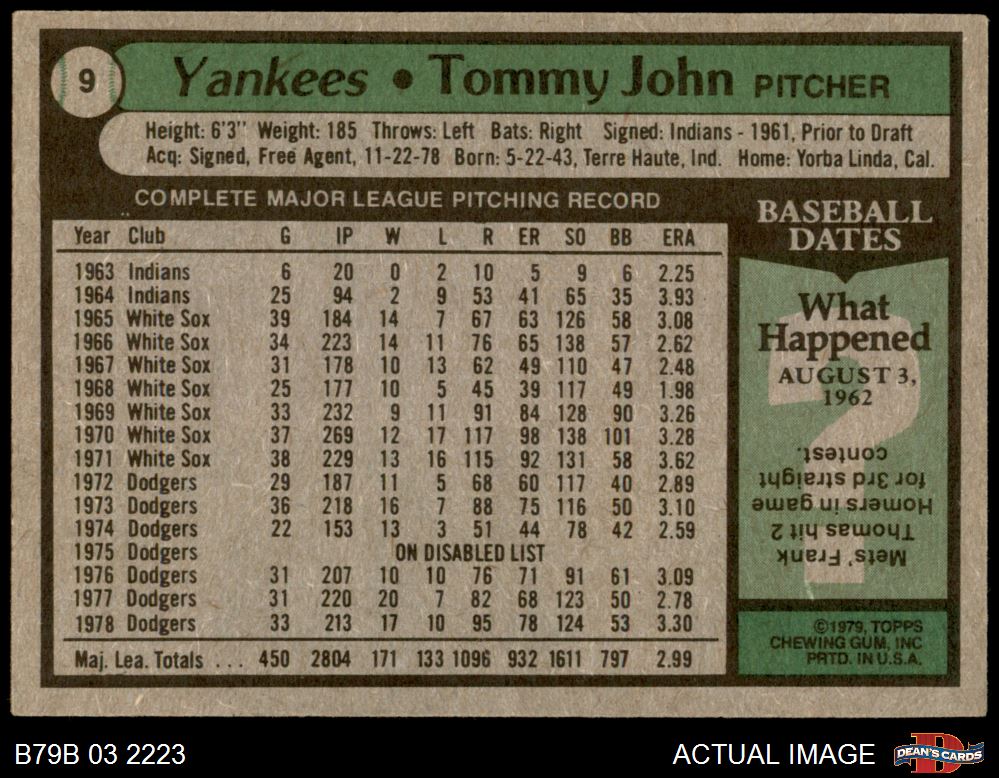 9 Yankees • Tommy John PITCHER
Height: 6'3" Weight: 185 Throws: Left Bats: Right Signed: Indians - 1961, Prior to Draft
Acq: Signed, Free Agent, 11-22-78 Born: 5-22-43, Terre Haute, Ind. Home: Yorba Linda, Cal.
COMPLETE MAJOR LEAGUE PITCHING RECORD
Year Club G IP W L R ER SO BB ERA
1963 Indians 6 20 0 2 10 5 9 6 2.25
1964 Indians 25 94 2 9 53 41 65 35 3.93
1965 White Sox 39 184 14 7 67 63 126 58 3.08
1966 White Sox 34 223 14 11 76 65 138 57 2.62
1967 White Sox 31 178 10 13 62 49 110 47 2.48
1968 White Sox 25 177 10 5 45 39 117 49 1.98
1969 White Sox 33 232 9 11 91 84 128 90 3.26
1970 White Sox 37 269 12 17 117 98 138 101 3.28
1971 White Sox 38 229 13 16 115 92 131 58 3.62
1972 Dodgers 29 187 11 5 68 60 117 40 2.89
1973 Dodgers 36 218 16 7 88 75 116 50 3.10
1974 Dodgers 22 153 13 3 51 44 78 42 2.59
1975 Dodgers ON DISABLED LIST
1976 Dodgers 31 207 10 10 76 71 91 61 3.09
1977 Dodgers 31 220 20 7 82 68 123 50 2.78
1978 Dodgers 33 213 17 10 95 78 124 53 3.30
Maj. Lea. Totals ... 450 2804 171 133 1096 932 1611 797 2.99
BASEBALL
DATES
What
Happened
AUGUST 3,
1962
Mets' Frank
Thomas hit 2
Homers in game
for 3rd straight
contest.
©1979, TOPPS
CHEWING GUM, INC
PRTD. IN U.S.A.
B79B 03 2223
ACTUAL IMAGE
DEAN'S CARDS